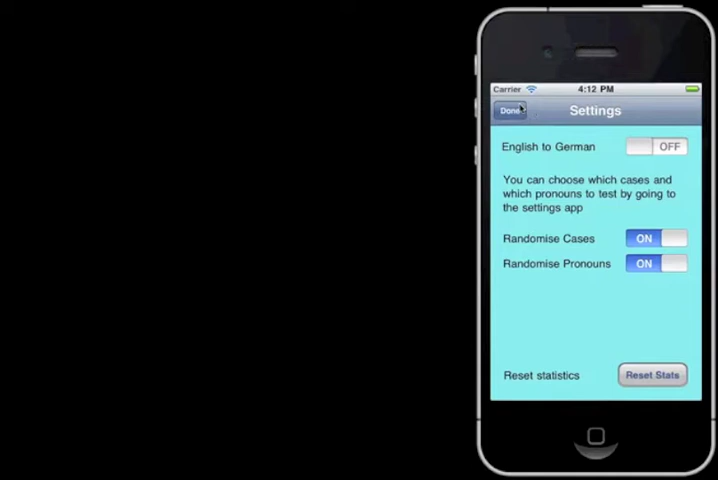 Carrier 4:12 PM
Done Settings
English to German OFF
You can choose which cases and
which pronouns to test by going to
the settings app
Randomise Cases ON
Randomise Pronouns ON
Reset statistics Reset Stats